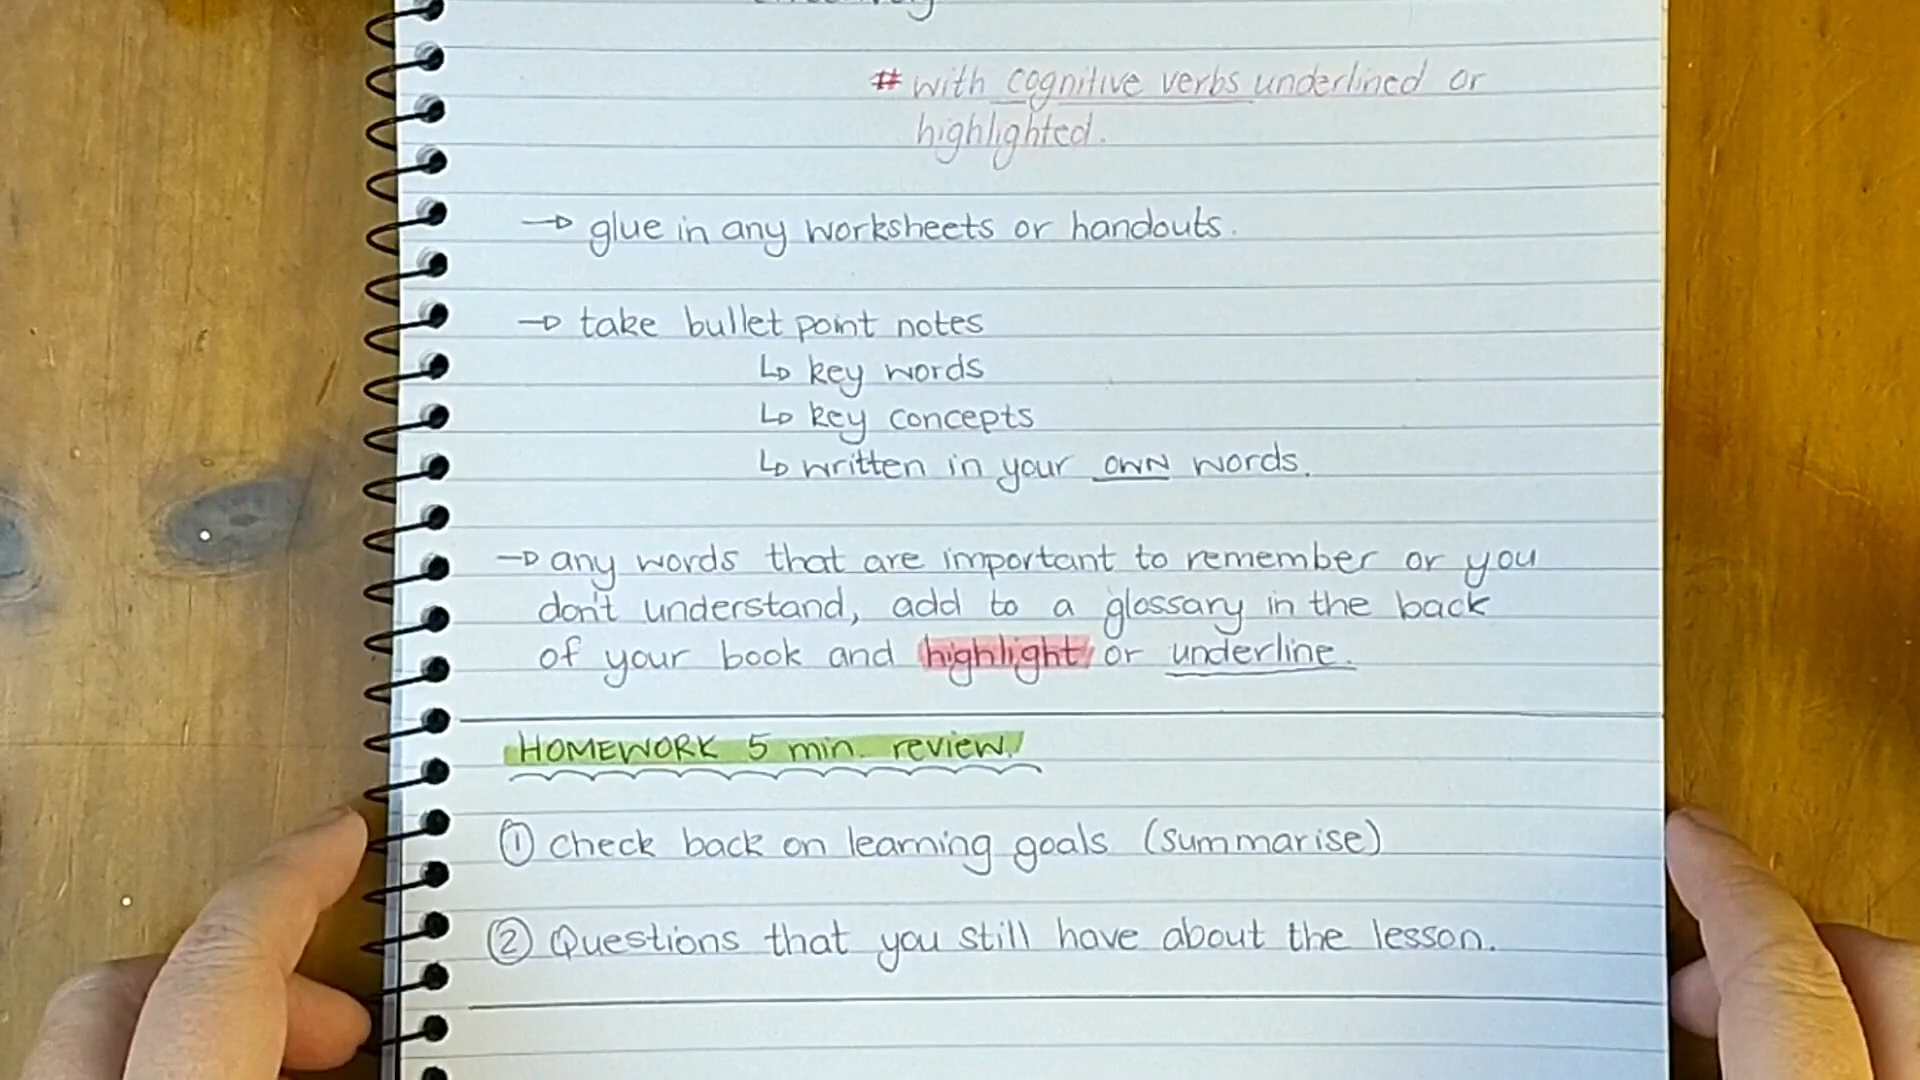 # with cognitive verbs underlined or
highlighted.
→ glue in any worksheets or handouts.
→ take bullet point notes
↳ key words
↳ key concepts
↳ written in your OWN words.
→ any words that are important to remember or you
don't understand, add to a glossary in the back
of your book and highlight or underline.
HOMEWORK 5 min. review.
① Check back on learning goals (summarise)
② Questions that you still have about the lesson.